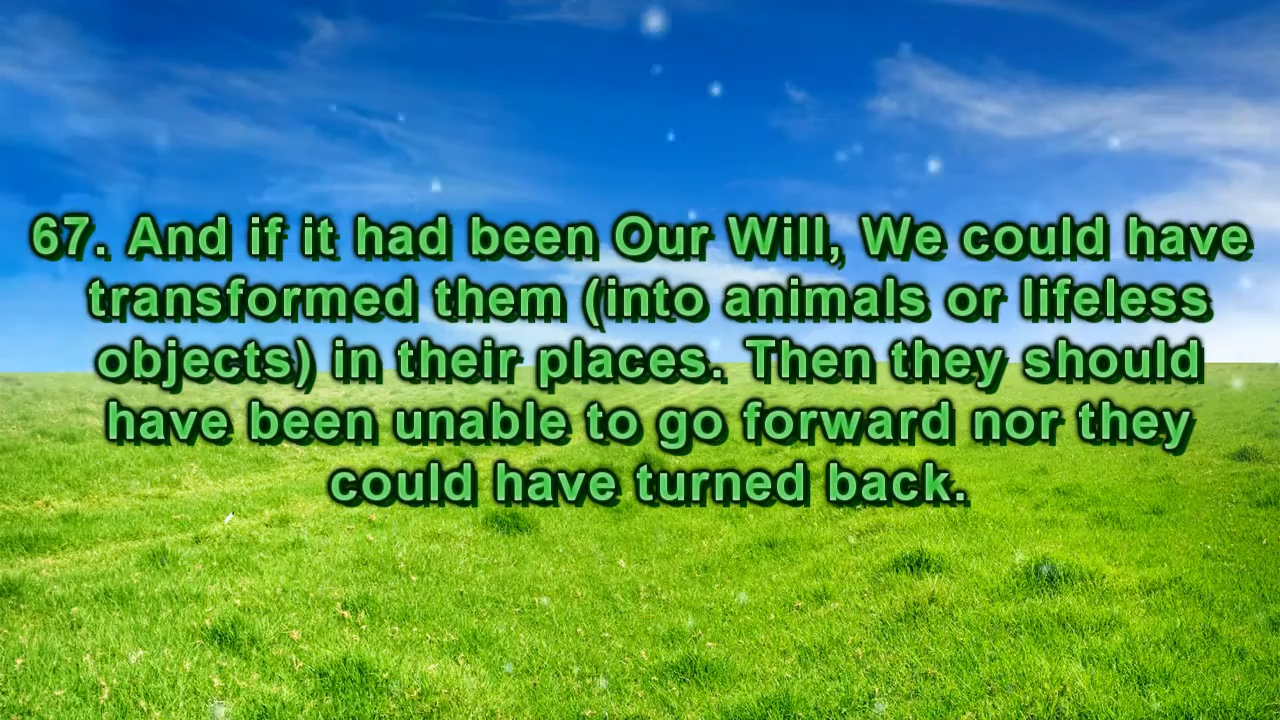 67. And if it had been Our Will, We could have
transformed them (into animals or lifeless
objects) in their places. Then they should
have been unable to go forward nor they
could have turned back.